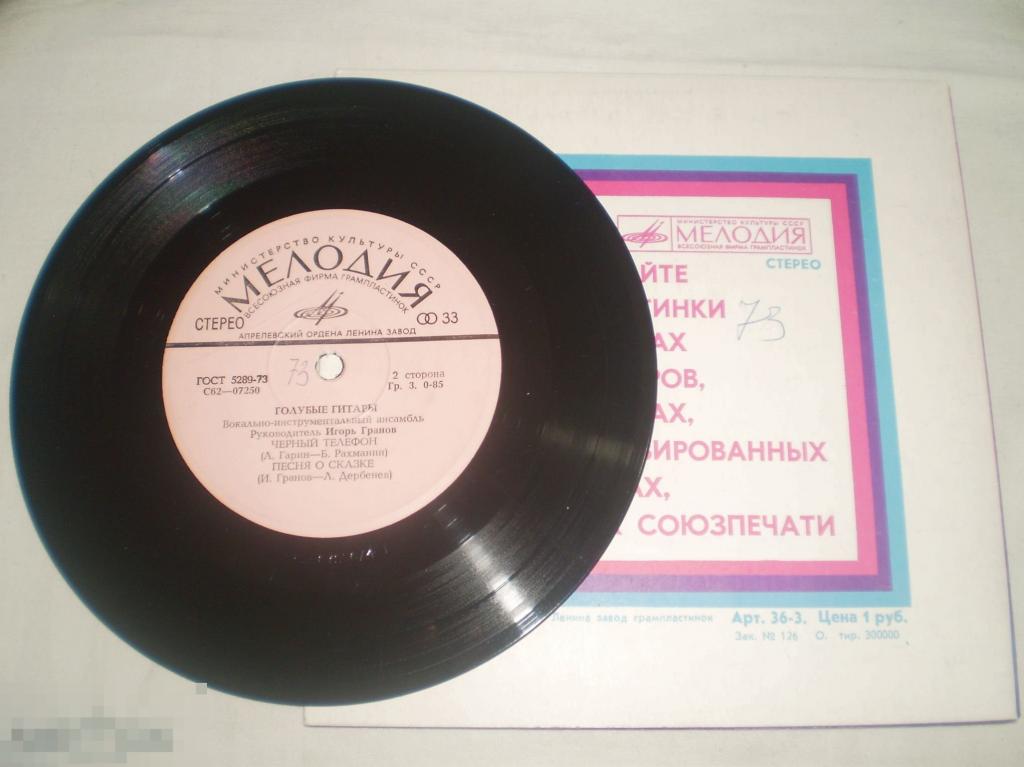 МИНИСТЕРСТВО КУЛЬТУРЫ СССР
МЕЛОДИЯ
ВСЕСОЮЗНАЯ ФИРМА ГРАМПЛАСТИНОК
СТЕРЕО
33
АПРЕЛЕВСКИЙ ОРДЕНА ЛЕНИНА ЗАВОД
ГОСТ 5289-73
С62—07250
73
2 сторона
Гр. 3. 0-85
ГОЛУБЫЕ ГИТАРЫ
Вокально-инструментальный ансамбль
Руководитель Игорь Гранов
ЧЕРНЫЙ ТЕЛЕФОН
(Л. Гарин—Б. Рахманин)
ПЕСНЯ О СКАЗКЕ
(И. Гранов—Л. Дербенев)
МИНИСТЕРСТВО КУЛЬТУРЫ СССР
МЕЛОДИЯ
ВСЕСОЮЗНАЯ ФИРМА ГРАМПЛАСТИНОК
СТЕРЕО
ЙТЕ
ТИНКИ 73
АХ
РОВ,
АХ,
ЗИРОВАННЫХ
АХ,
СОЮЗПЕЧАТИ
Ленина завод грампластинок Арт. 36-3. Цена 1 руб.
Зак. № 126 О. тир. 300000